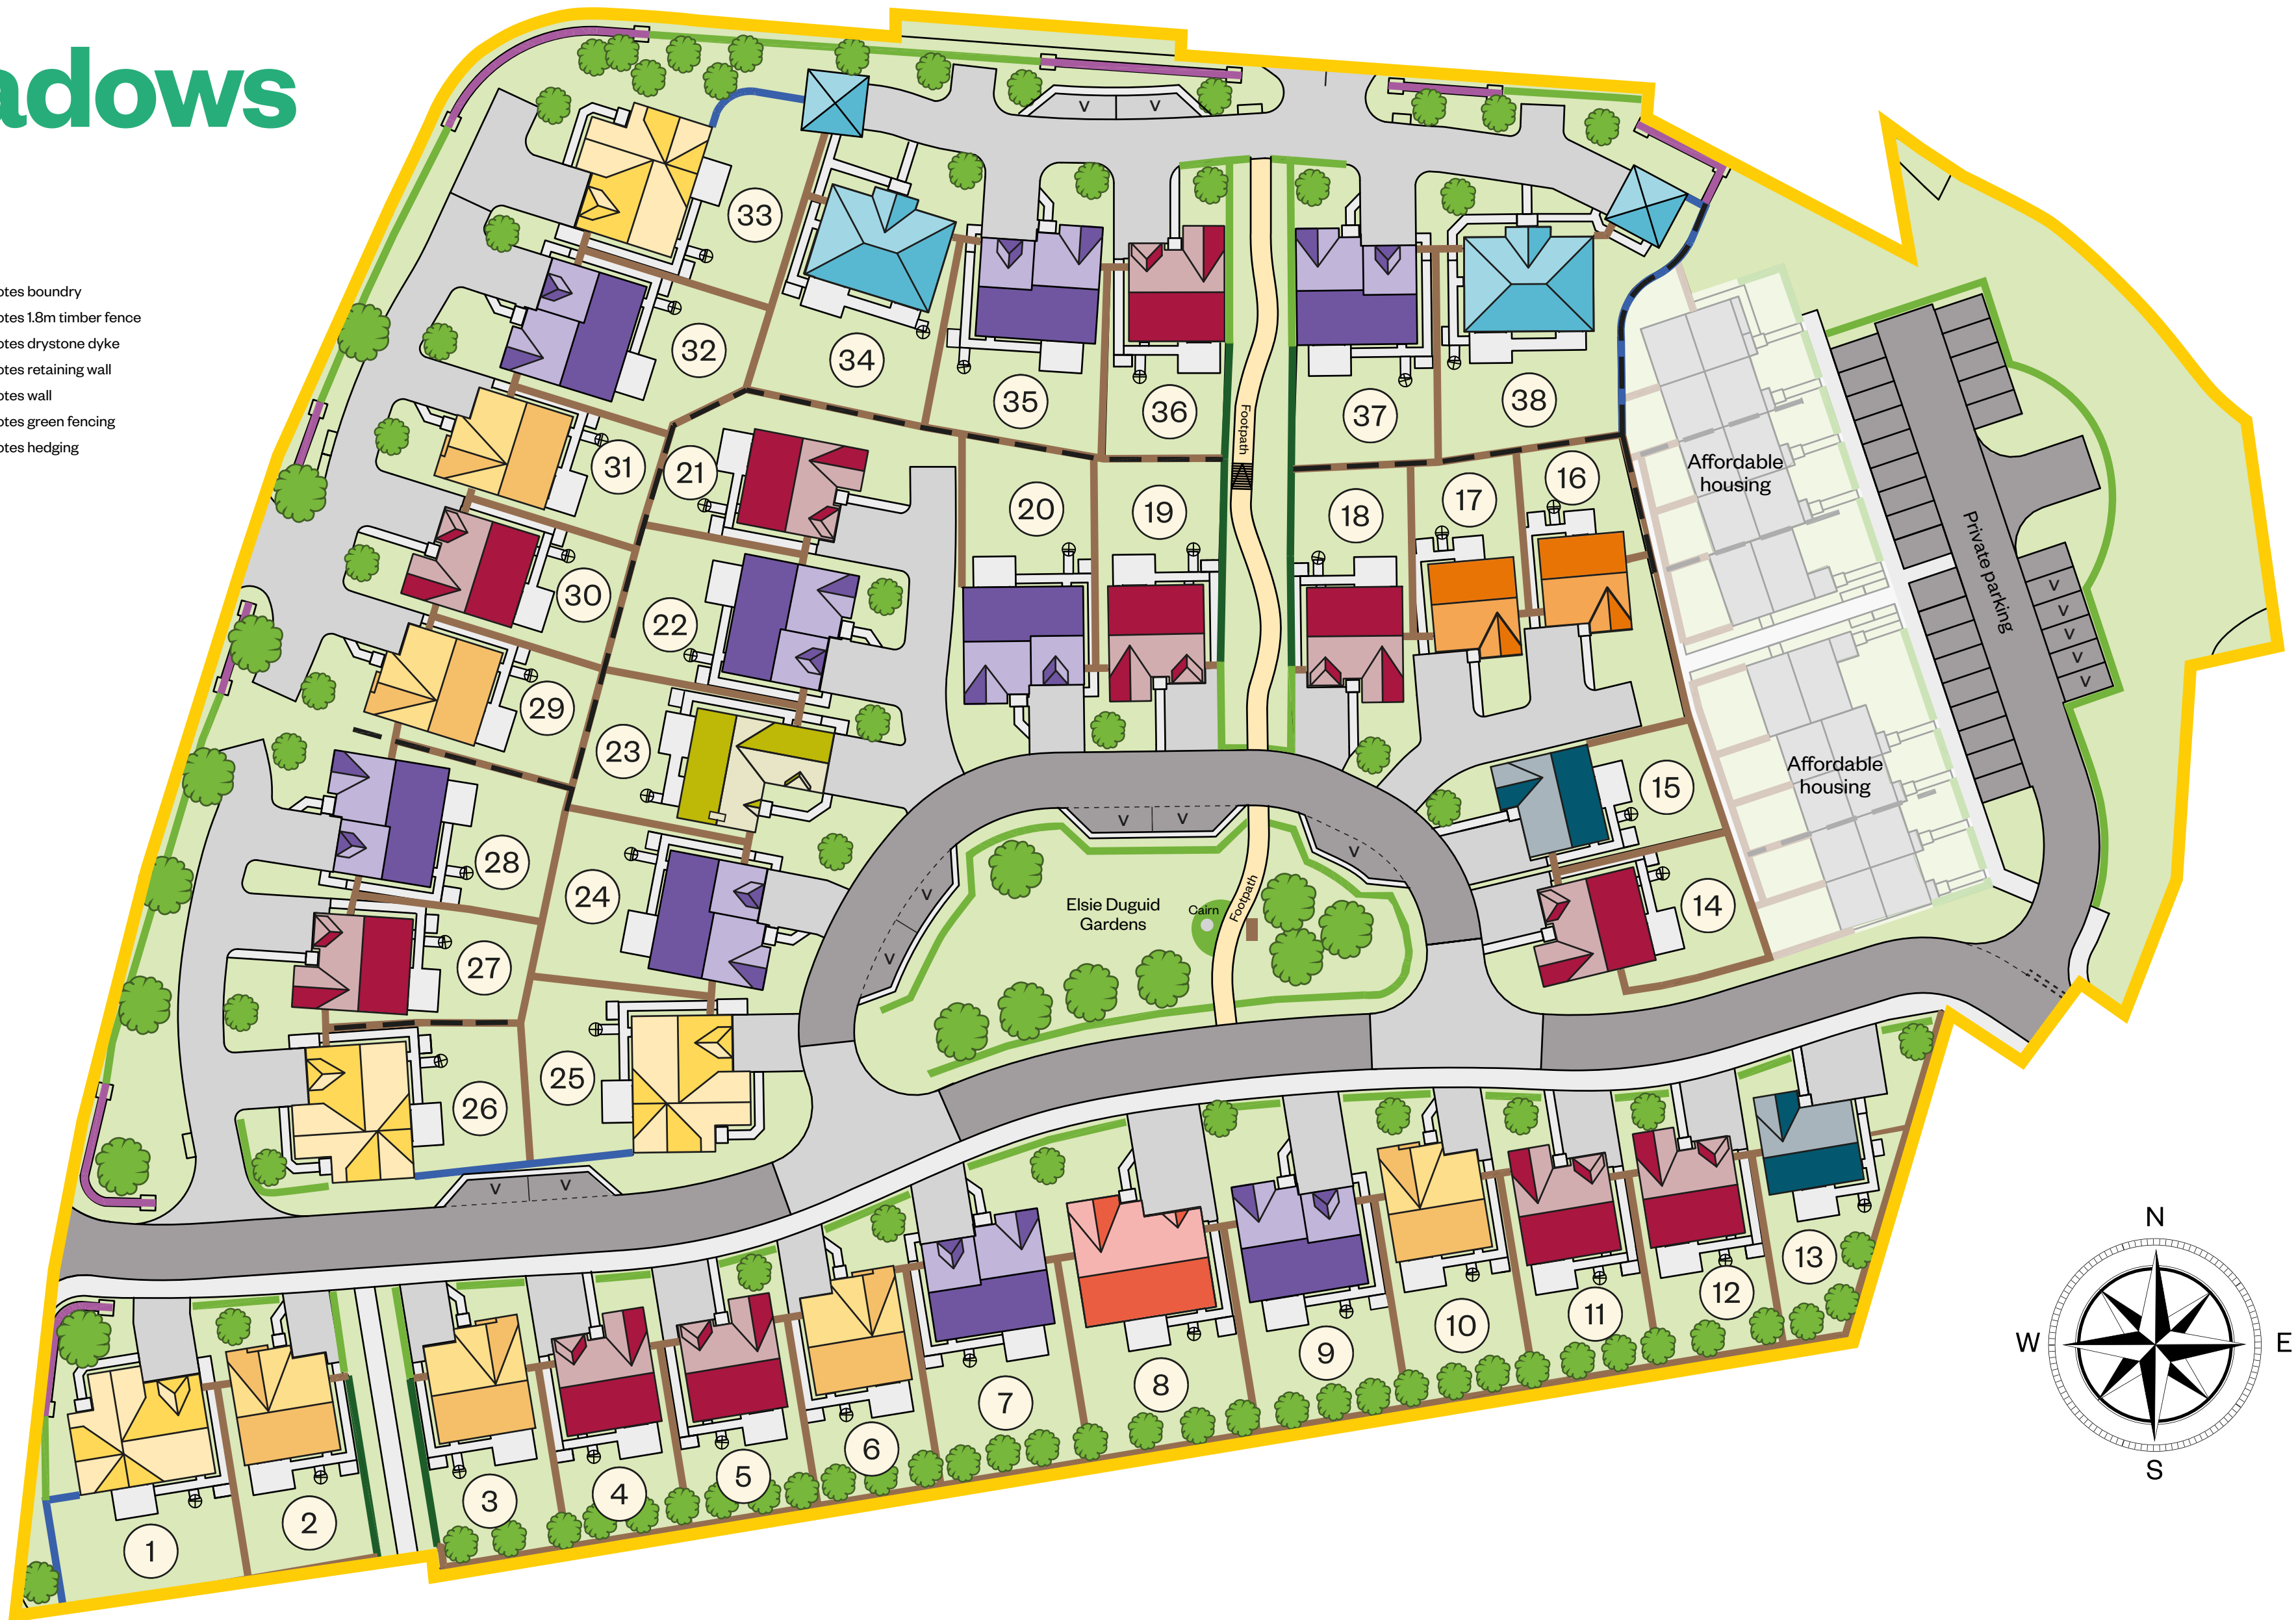 adows
otes boundry
otes 1.8m timber fence
otes drystone dyke
otes retaining wall
otes wall
otes green fencing
otes hedging
V V
33
34
32
35
36
Footpath
37
38
31
21
20
19
18
17
16
Affordable
housing
Private parking
30
22
V
V
V
V
V
29
23
15
Affordable
housing
28
V V
V
24
V
V
Elsie Duguid
Gardens
Cairn
Footpath
14
27
25
26
V V
13
12
11
10
9
8
7
6
5
4
3
2
1
N
W
E
S